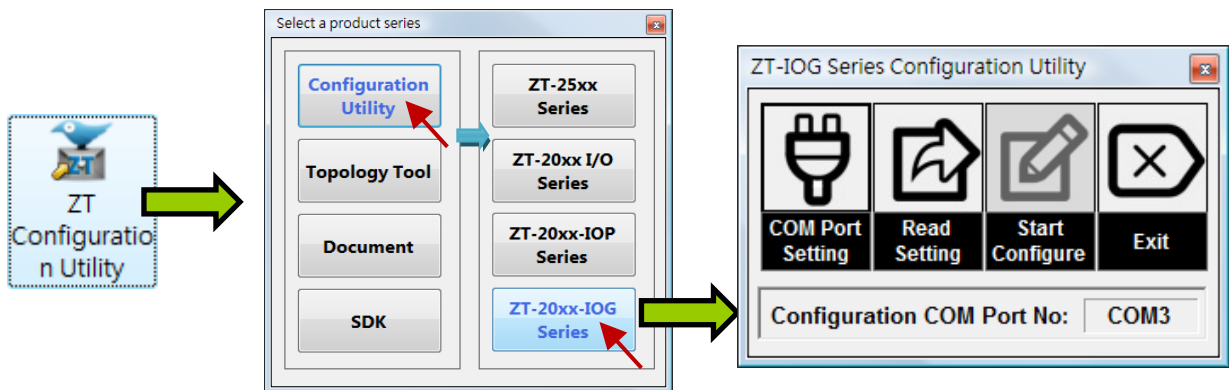 Z-T
ZT
Configuratio
n Utility
Select a product series
Configuration
Utility
Topology Tool
Document
SDK
ZT-25xx
Series
ZT-20xx I/O
Series
ZT-20xx-IOP
Series
ZT-20xx-IOG
Series
ZT-IOG Series Configuration Utility
COM Port
Setting
Read
Setting
Start
Configure
Exit
Configuration COM Port No: COM3